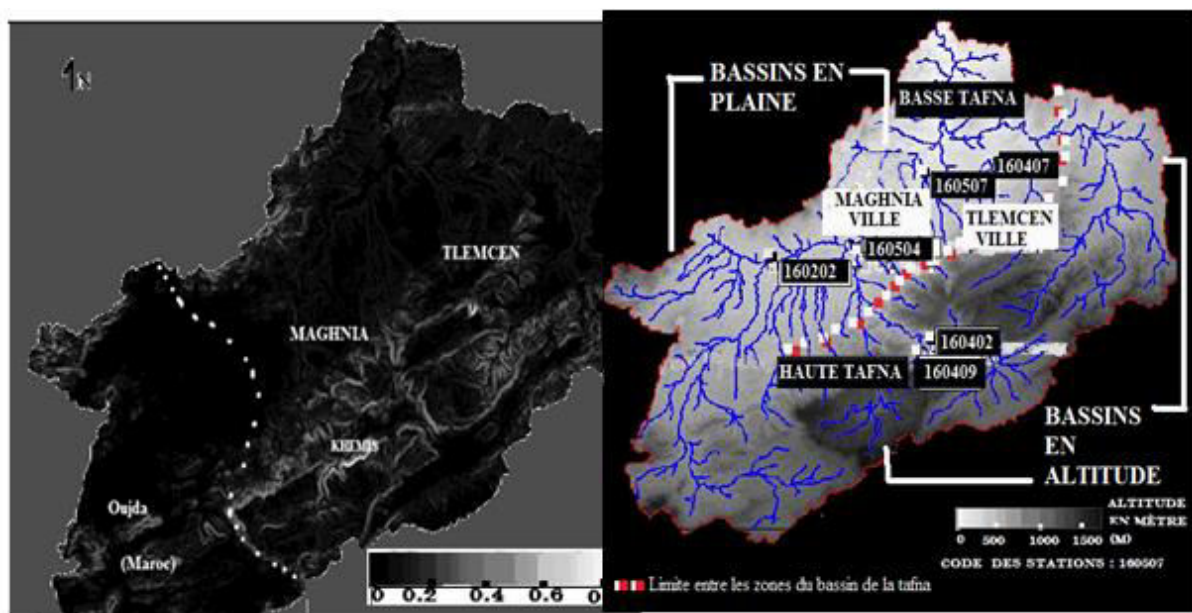 N
TLEMCEN
MAGHNIA
KHEMIS
Oujda
(Maroc)
0 0.2 0.4 0.6
BASSINS EN
PLAINE
BASSE TAFNA
160407
160507
MAGHNIA
VILLE
TLEMCEN
VILLE
160504
160202
160402
HAUTE TAFNA
160409
BASSINS
EN
ALTITUDE
ALTITUDE
EN MÈTRE
(M)
0 500 1000 1500
CODE DES STATIONS : 160507
Limite entre les zones du bassin de la tafna